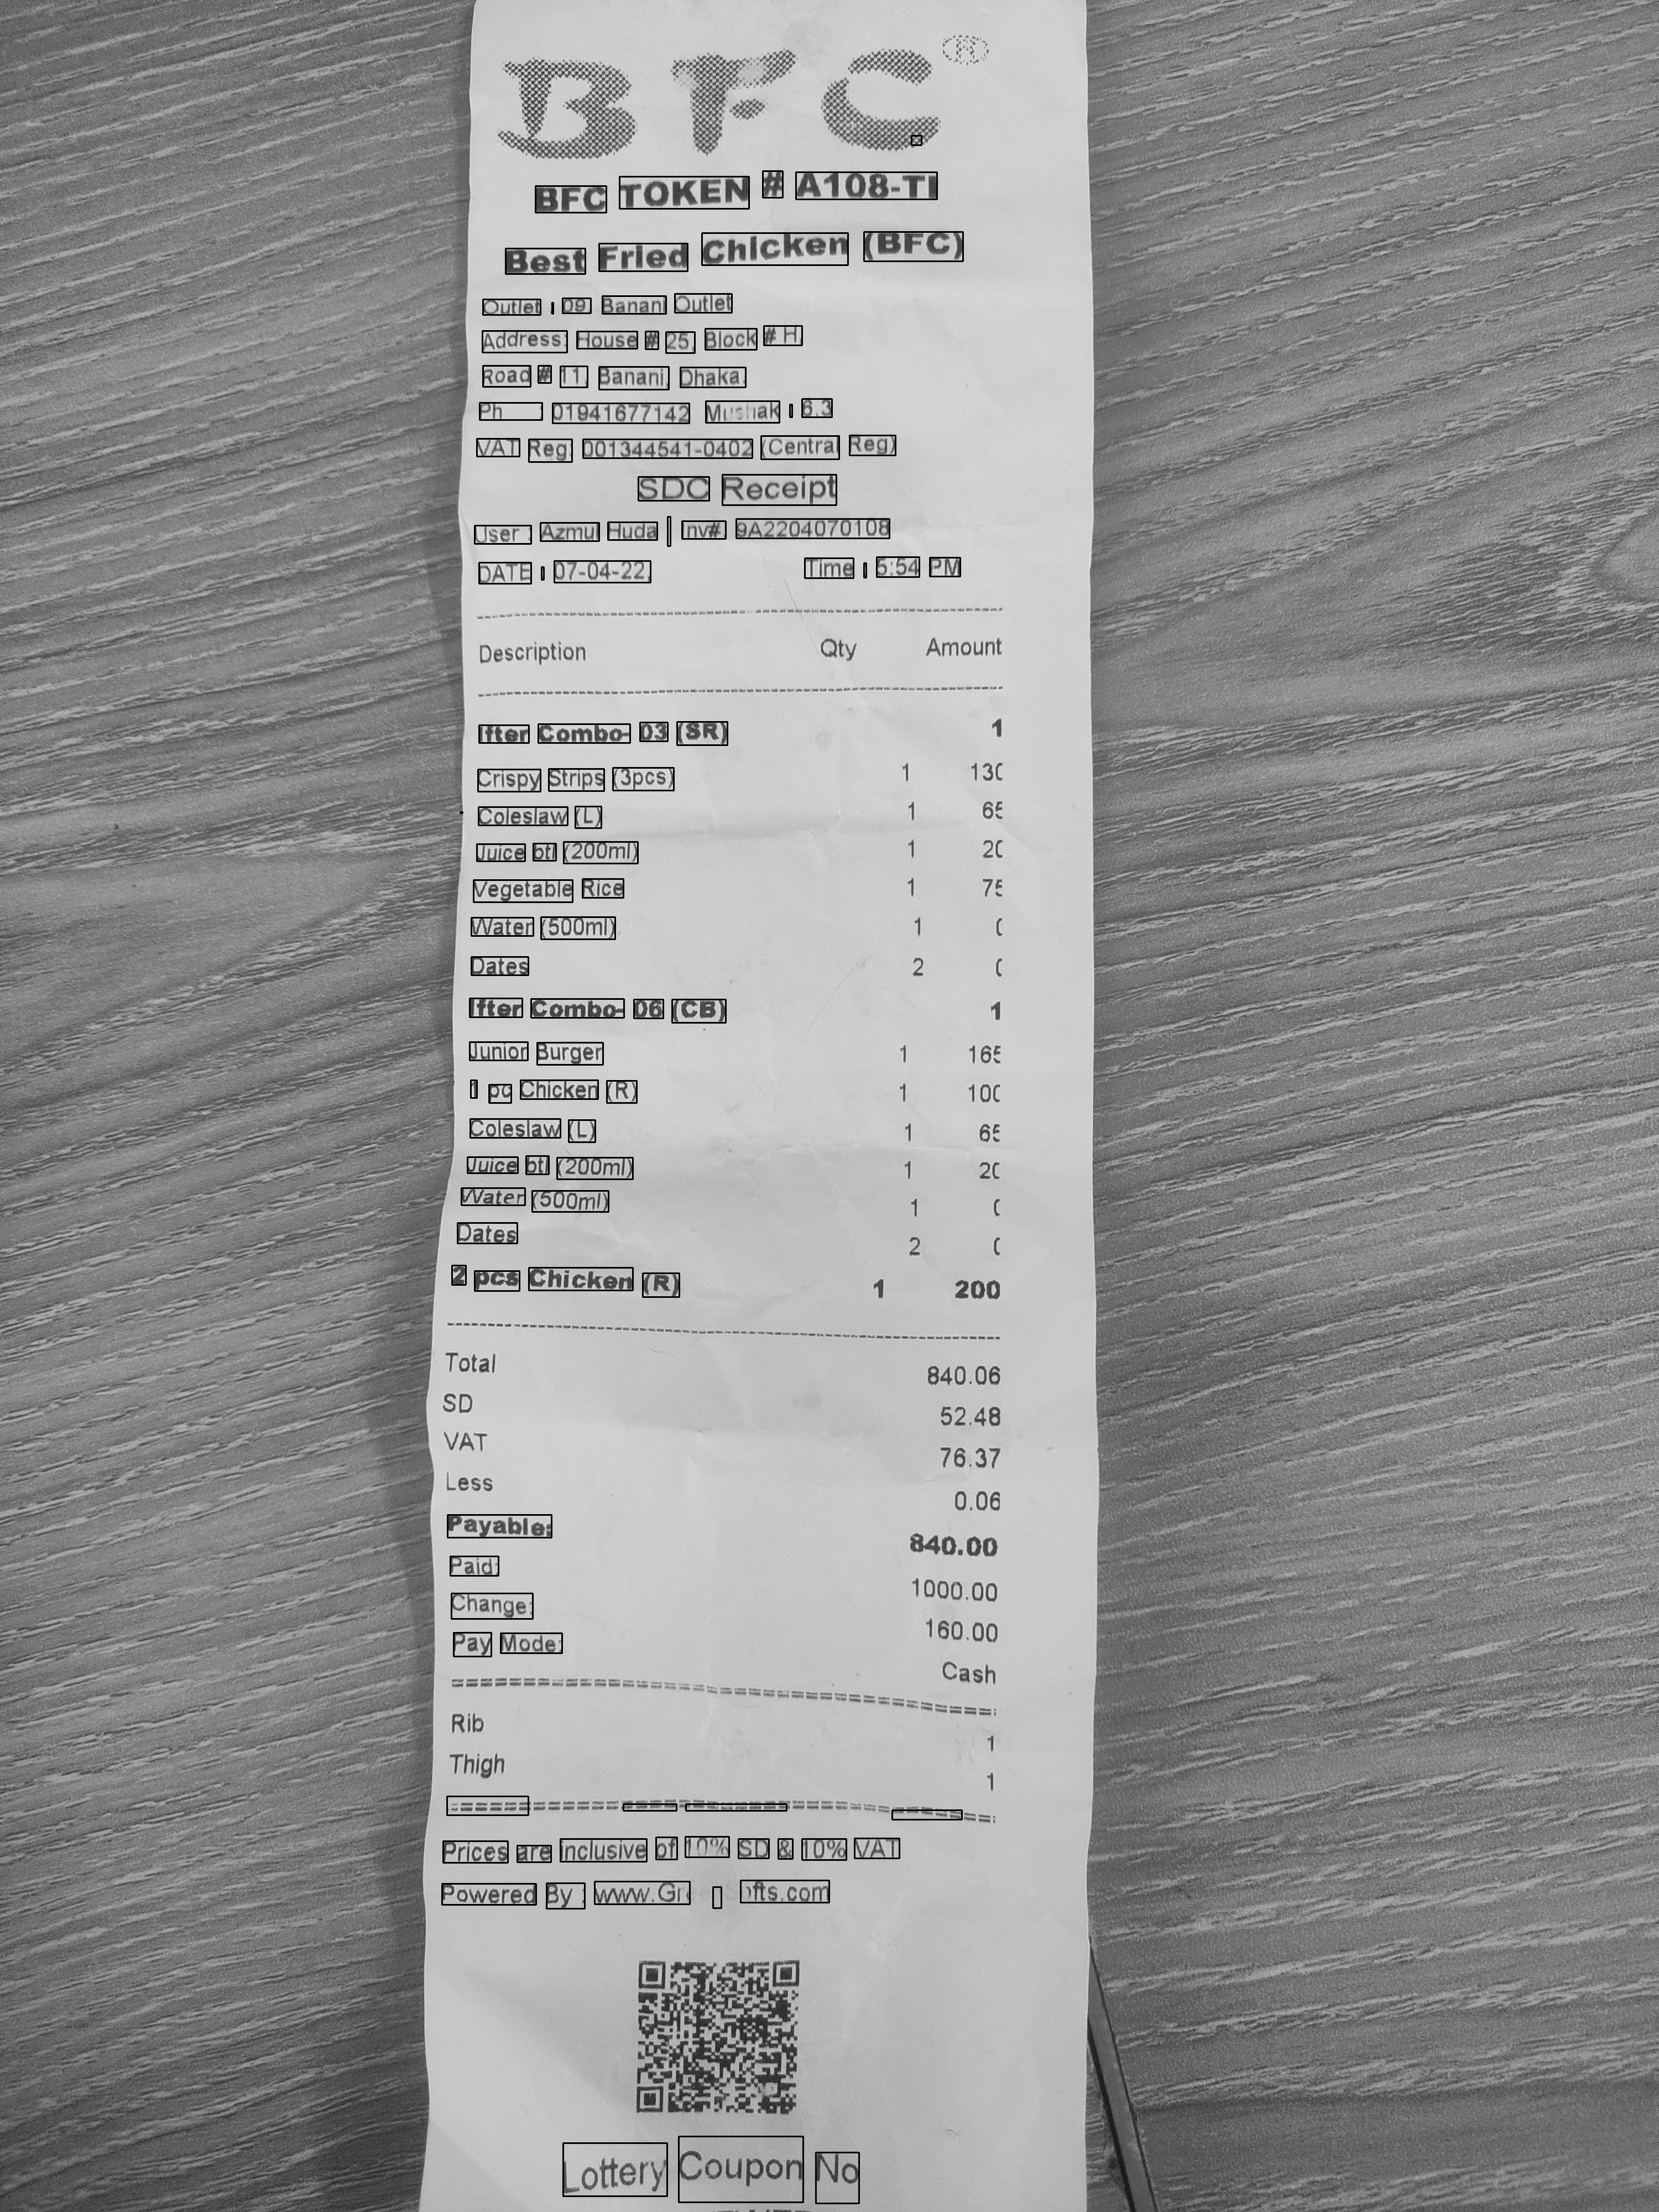 BFC ®
BFC TOKEN # A108-TI
Best Fried Chicken (BFC)
Outlet : 09 Banani Outlet
Address: House # 25, Block # H,
Road # 11, Banani, Dhaka.
Ph : 01941677142 Mushak : 6.3
VAT Reg: 001344541-0402 (Central Reg)
SDC Receipt
User : Azmul Huda Inv#: 9A2204070108
DATE : 07-04-22, Time : 5:54 PM
Description Qty Amount
Ifter Combo- 03 (SR) 1
Crispy Strips (3pcs) 1 130
Coleslaw (L) 1 65
Juice btl (200ml) 1 20
Vegetable Rice 1 75
Water (500ml) 1 0
Dates 2 0
Ifter Combo- 06 (CB) 1
Junior Burger 1 165
1 pc Chicken (R) 1 100
Coleslaw (L) 1 65
Juice btl (200ml) 1 20
Water (500ml) 1 0
Dates 2 0
2 pcs Chicken (R) 1 200
Total 840.06
SD 52.48
VAT 76.37
Less 0.06
Payable: 840.00
Paid: 1000.00
Change: 160.00
Pay Mode: Cash
Rib 1
Thigh 1
Prices are inclusive of 10% SD & 10% VAT
Powered By :
Lottery Coupon No